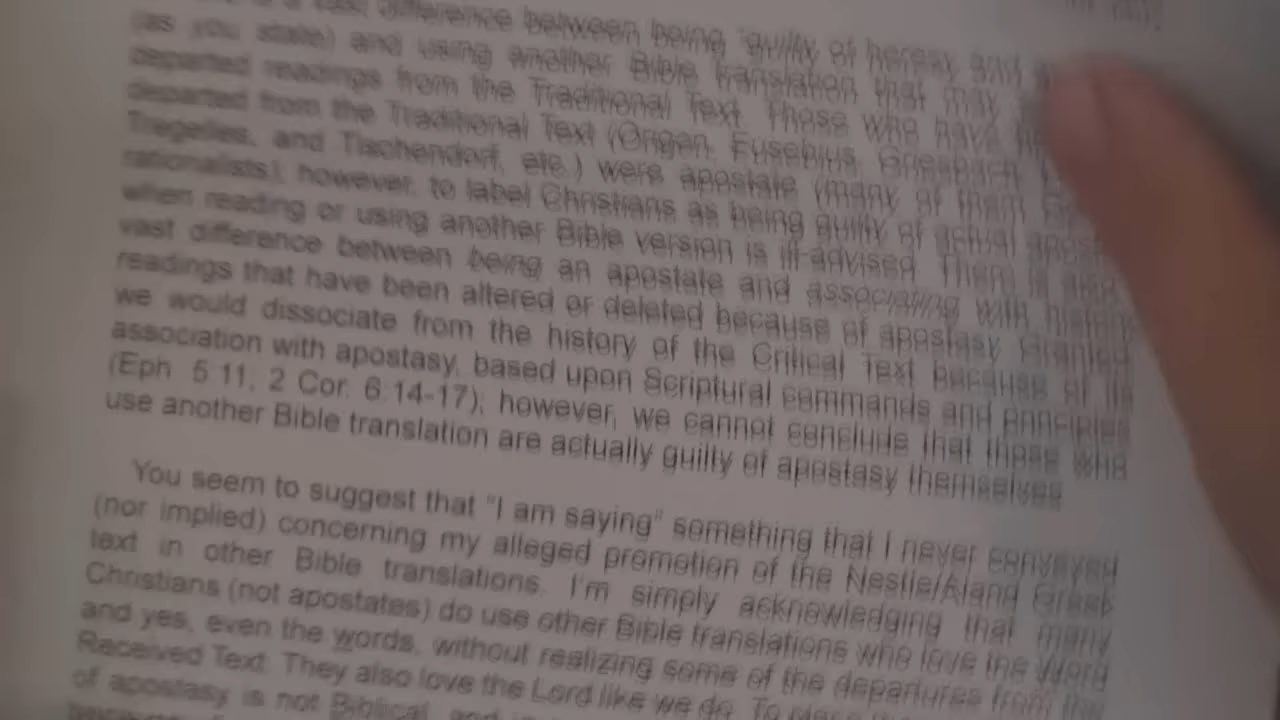 difference between being "guilty of heresy and
(as you state) and using another Bible translation that may
departed readings from the Traditional Text. Those who have
departed from the Traditional Text (Origen, Eusebius, Griesbach,
Tregelles, and Tischendorf, etc.) were apostate (many of them
rationalists); however, to label Christians as being guilty of actual
when reading or using another Bible version is ill-advised. There is also
vast difference between being an apostate and associating with
readings that have been altered or deleted because of apostasy. Granted
we would dissociate from the history of the Critical Text because of its
association with apostasy, based upon Scriptural commands and principles
(Eph. 5:11, 2 Cor. 6:14-17); however, we cannot conclude that those who
use another Bible translation are actually guilty of apostasy themselves
You seem to suggest that "I am saying" something that I never conveyed
(nor implied) concerning my alleged promotion of the Nestle/Aland Greek
text in other Bible translations. I'm simply acknowledging that many
Christians (not apostates) do use other Bible translations who love the Word
and yes, even the words, without realizing some of the departures from the
Received Text. They also love the Lord like we do. To
of apostasy is not Biblical, and